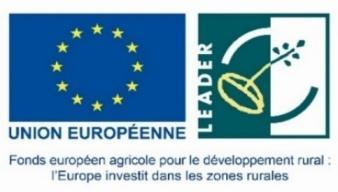 UNION EUROPÉENNE
LEADER
Fonds européen agricole pour le développement rural :
l'Europe investit dans les zones rurales